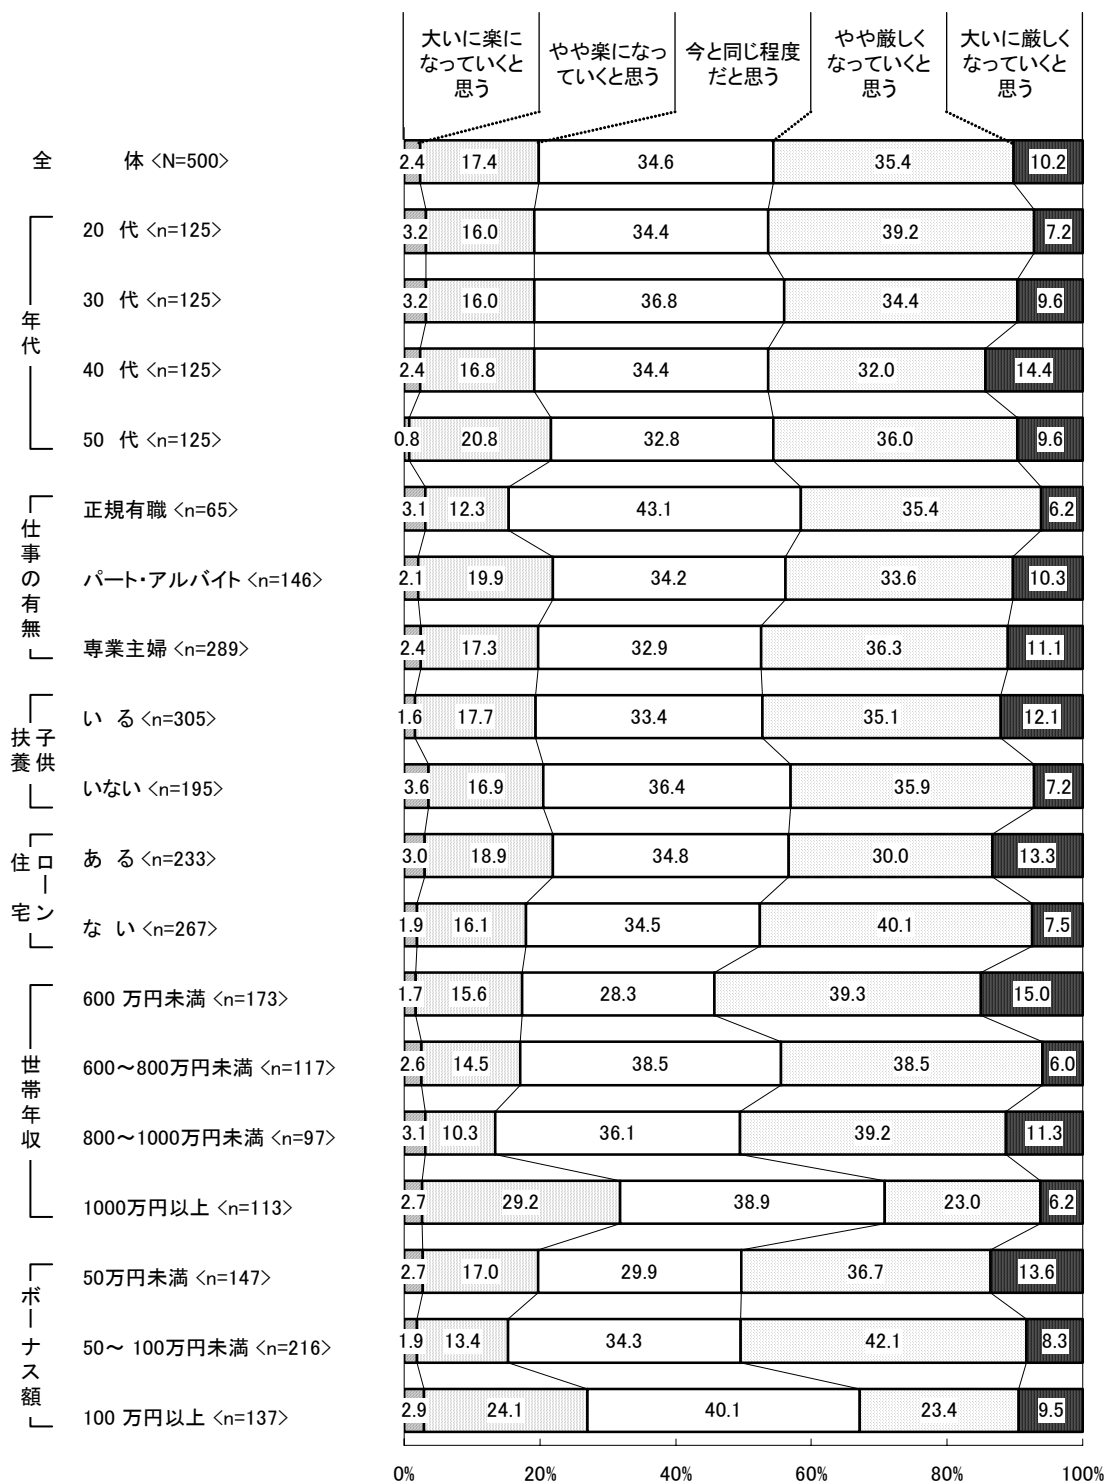 大いに楽に
なっていくと
思う
やや楽になっ
ていくと思う
今と同じ程度
だと思う
やや厳しく
なっていくと
思う
大いに厳しく
なっていくと
思う
全 体 <N=500> 2.4 17.4 34.6 35.4 10.2
年代
20 代 <n=125> 3.2 16.0 34.4 39.2 7.2
30 代 <n=125> 3.2 16.0 36.8 34.4 9.6
40 代 <n=125> 2.4 16.8 34.4 32.0 14.4
50 代 <n=125> 0.8 20.8 32.8 36.0 9.6
仕事の有無
正規有職 <n=65> 3.1 12.3 43.1 35.4 6.2
パート・アルバイト <n=146> 2.1 19.9 34.2 33.6 10.3
専業主婦 <n=289> 2.4 17.3 32.9 36.3 11.1
子供
扶養
い る <n=305> 1.6 17.7 33.4 35.1 12.1
いない <n=195> 3.6 16.9 36.4 35.9 7.2
住宅
ローン
あ る <n=233> 3.0 18.9 34.8 30.0 13.3
な い <n=267> 1.9 16.1 34.5 40.1 7.5
世帯年収
600 万円未満 <n=173> 1.7 15.6 28.3 39.3 15.0
600～800万円未満 <n=117> 2.6 14.5 38.5 38.5 6.0
800～1000万円未満 <n=97> 3.1 10.3 36.1 39.2 11.3
1000万円以上 <n=113> 2.7 29.2 38.9 23.0 6.2
ボーナス額
50万円未満 <n=147> 2.7 17.0 29.9 36.7 13.6
50～ 100万円未満 <n=216> 1.9 13.4 34.3 42.1 8.3
100 万円以上 <n=137> 2.9 24.1 40.1 23.4 9.5
0% 20% 40% 60% 80% 100%